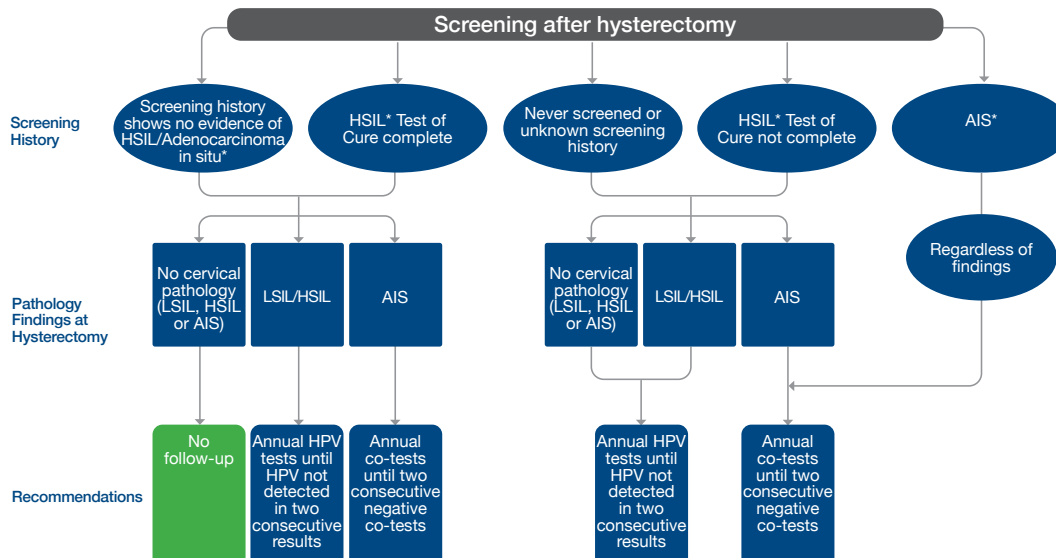 Screening after hysterectomy
Screening
History
Screening history
shows no evidence of
HSIL/Adenocarcinoma
in situ*
HSIL* Test of
Cure complete
Never screened or
unknown screening
history
HSIL* Test of
Cure not complete
AIS*
Regardless of
findings
Pathology
Findings at
Hysterectomy
No cervical
pathology
(LSIL, HSIL
or AIS)
LSIL/HSIL
AIS
No cervical
pathology
(LSIL, HSIL
or AIS)
LSIL/HSIL
AIS
Recommendations
No
follow-up
Annual HPV
tests until
HPV not
detected
in two
consecutive
results
Annual
co-tests
until two
consecutive
negative
co-tests
Annual HPV
tests until
HPV not
detected
in two
consecutive
results
Annual
co-tests
until two
consecutive
negative
co-tests